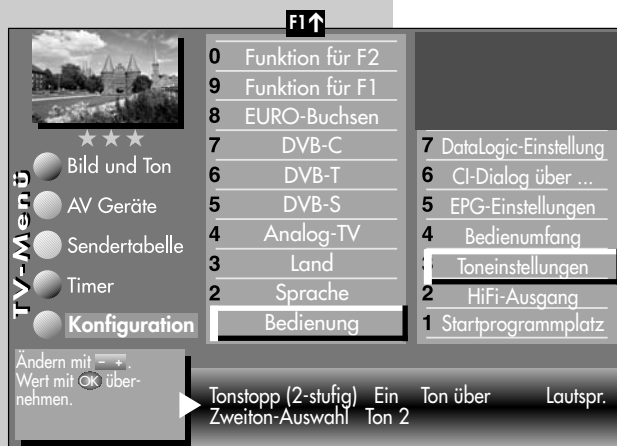 F1↑
TV-Menü
Bild und Ton
AV Geräte
Sendertabelle
Timer
Konfiguration
0 Funktion für F2
9 Funktion für F1
8 EURO-Buchsen
7 DVB-C
6 DVB-T
5 DVB-S
4 Analog-TV
3 Land
2 Sprache
Bedienung
7 DataLogic-Einstellung
6 CI-Dialog über ...
5 EPG-Einstellungen
4 Bedienumfang
3 Toneinstellungen
2 HiFi-Ausgang
1 Startprogrammplatz
Ändern mit - + .
Wert mit OK über-
nehmen.
Tonstopp (2-stufig) Ein Ton über Lautspr.
Zweiton-Auswahl Ton 2